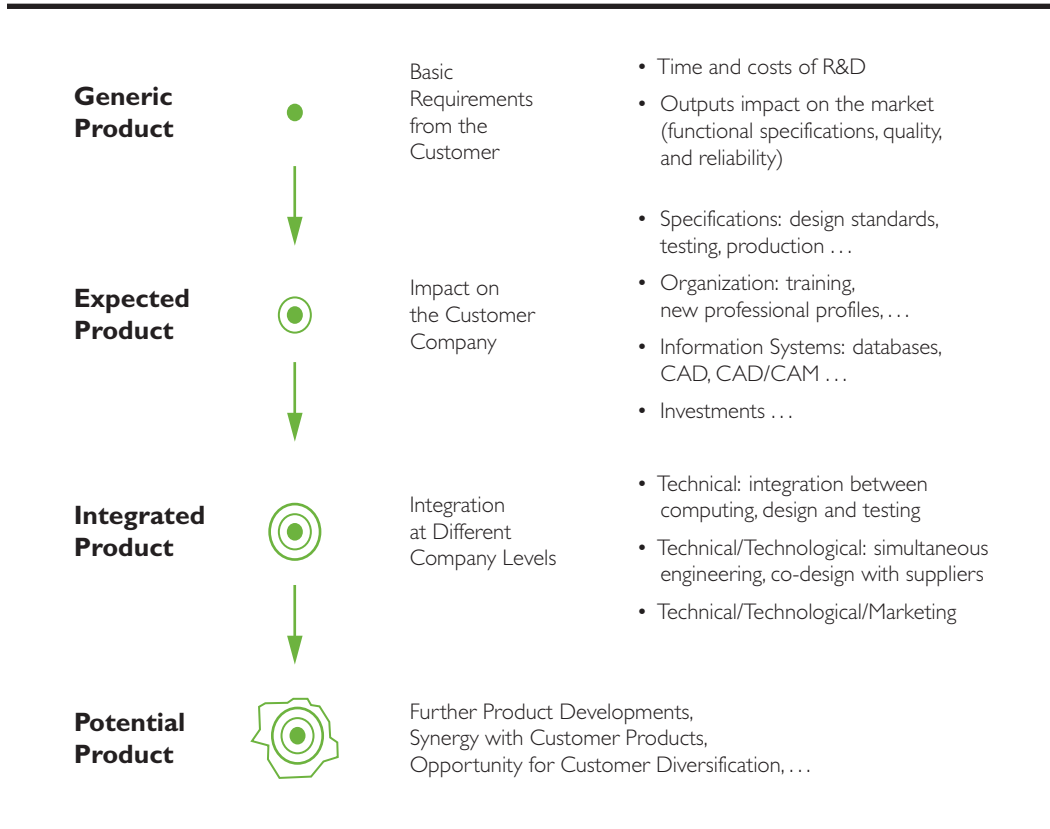 Generic
Product
Basic
Requirements
from the
Customer
• Time and costs of R&D
• Outputs impact on the market
(functional specifications, quality,
and reliability)
Expected
Product
Impact on
the Customer
Company
• Specifications: design standards,
testing, production . . .
• Organization: training,
new professional profiles, . . .
• Information Systems: databases,
CAD, CAD/CAM . . .
• Investments . . .
Integrated
Product
Integration
at Different
Company Levels
• Technical: integration between
computing, design and testing
• Technical/Technological: simultaneous
engineering, co-design with suppliers
• Technical/Technological/Marketing
Potential
Product
Further Product Developments,
Synergy with Customer Products,
Opportunity for Customer Diversification, . . .